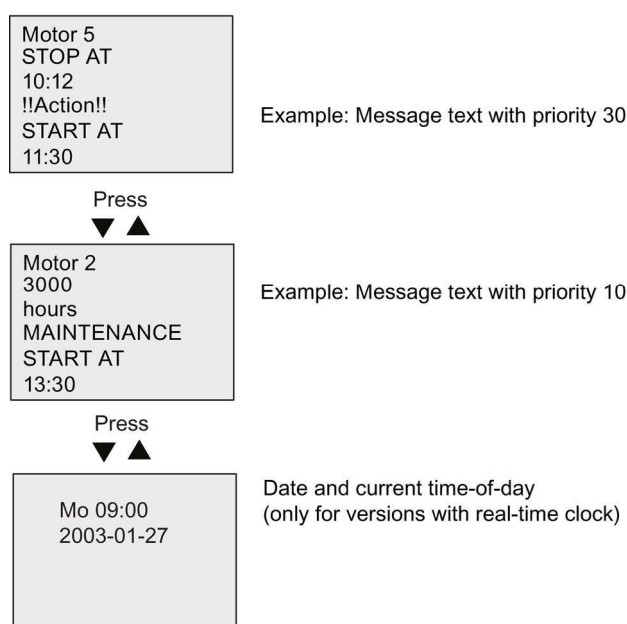 Motor 5
STOP AT
10:12
!!Action!!
START AT
11:30
Example: Message text with priority 30
Press
Motor 2
3000
hours
MAINTENANCE
START AT
13:30
Example: Message text with priority 10
Press
Mo 09:00
2003-01-27
Date and current time-of-day
(only for versions with real-time clock)